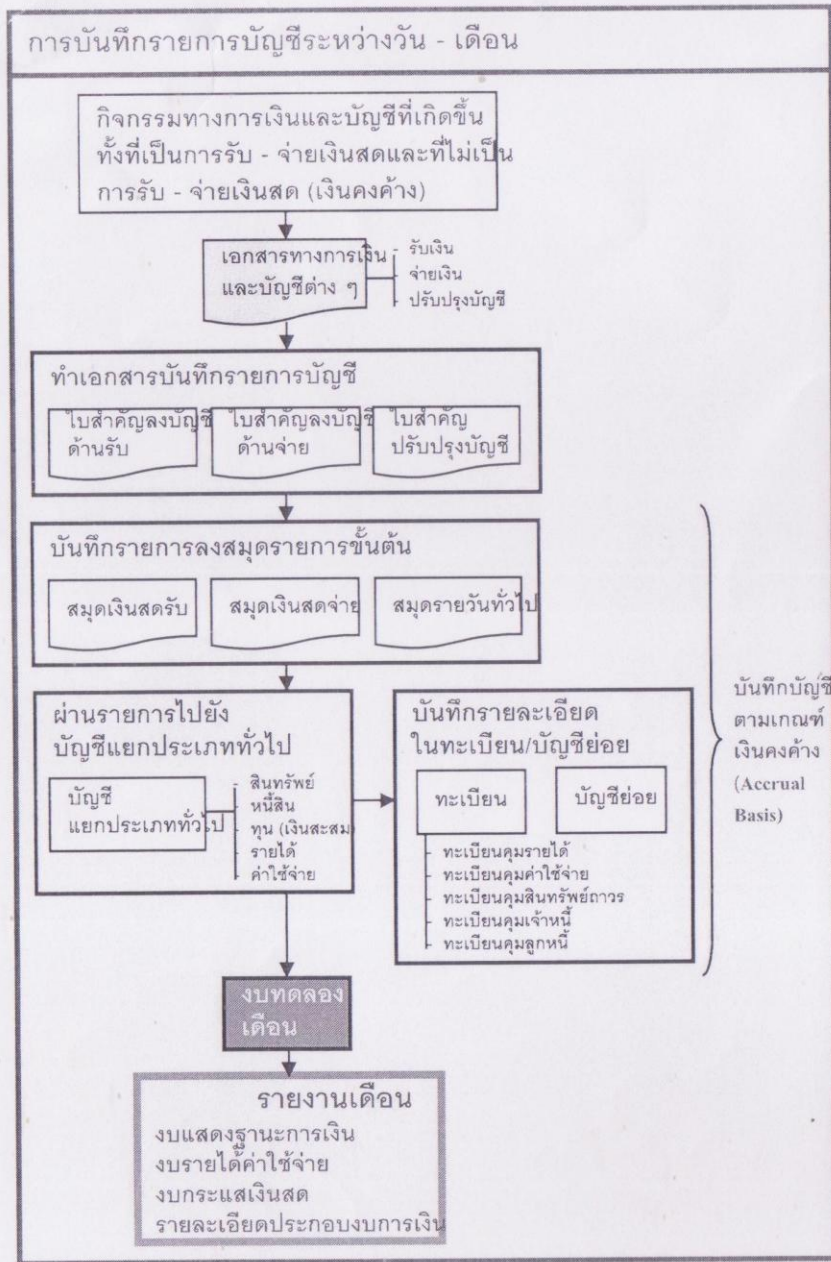 การบันทึกรายการบัญชีระหว่างวัน - เดือน
กิจกรรมทางการเงินและบัญชีที่เกิดขึ้น
ทั้งที่เป็นการรับ - จ่ายเงินสดและที่ไม่เป็น
การรับ - จ่ายเงินสด (เงินคงค้าง)
เอกสารทางการเงิน
และบัญชีต่าง ๆ
- รับเงิน
- จ่ายเงิน
- ปรับปรุงบัญชี
ทำเอกสารบันทึกรายการบัญชี
ใบสำคัญลงบัญชี
ด้านรับ
ใบสำคัญลงบัญชี
ด้านจ่าย
ใบสำคัญ
ปรับปรุงบัญชี
บันทึกรายการลงสมุดรายการขั้นต้น
สมุดเงินสดรับ
สมุดเงินสดจ่าย
สมุดรายวันทั่วไป
ผ่านรายการไปยัง
บัญชีแยกประเภททั่วไป
บัญชี
แยกประเภททั่วไป
- สินทรัพย์
- หนี้สิน
- ทุน (เงินสะสม)
- รายได้
- ค่าใช้จ่าย
บันทึกรายละเอียด
ในทะเบียน/บัญชีย่อย
ทะเบียน
บัญชีย่อย
- ทะเบียนคุมรายได้
- ทะเบียนคุมค่าใช้จ่าย
- ทะเบียนคุมสินทรัพย์ถาวร
- ทะเบียนคุมเจ้าหนี้
- ทะเบียนคุมลูกหนี้
บันทึกบัญชี
ตามเกณฑ์
เงินคงค้าง
(Accrual
Basis)
งบทดลอง
เดือน
รายงานเดือน
งบแสดงฐานะการเงิน
งบรายได้ค่าใช้จ่าย
งบกระแสเงินสด
รายละเอียดประกอบงบการเงิน